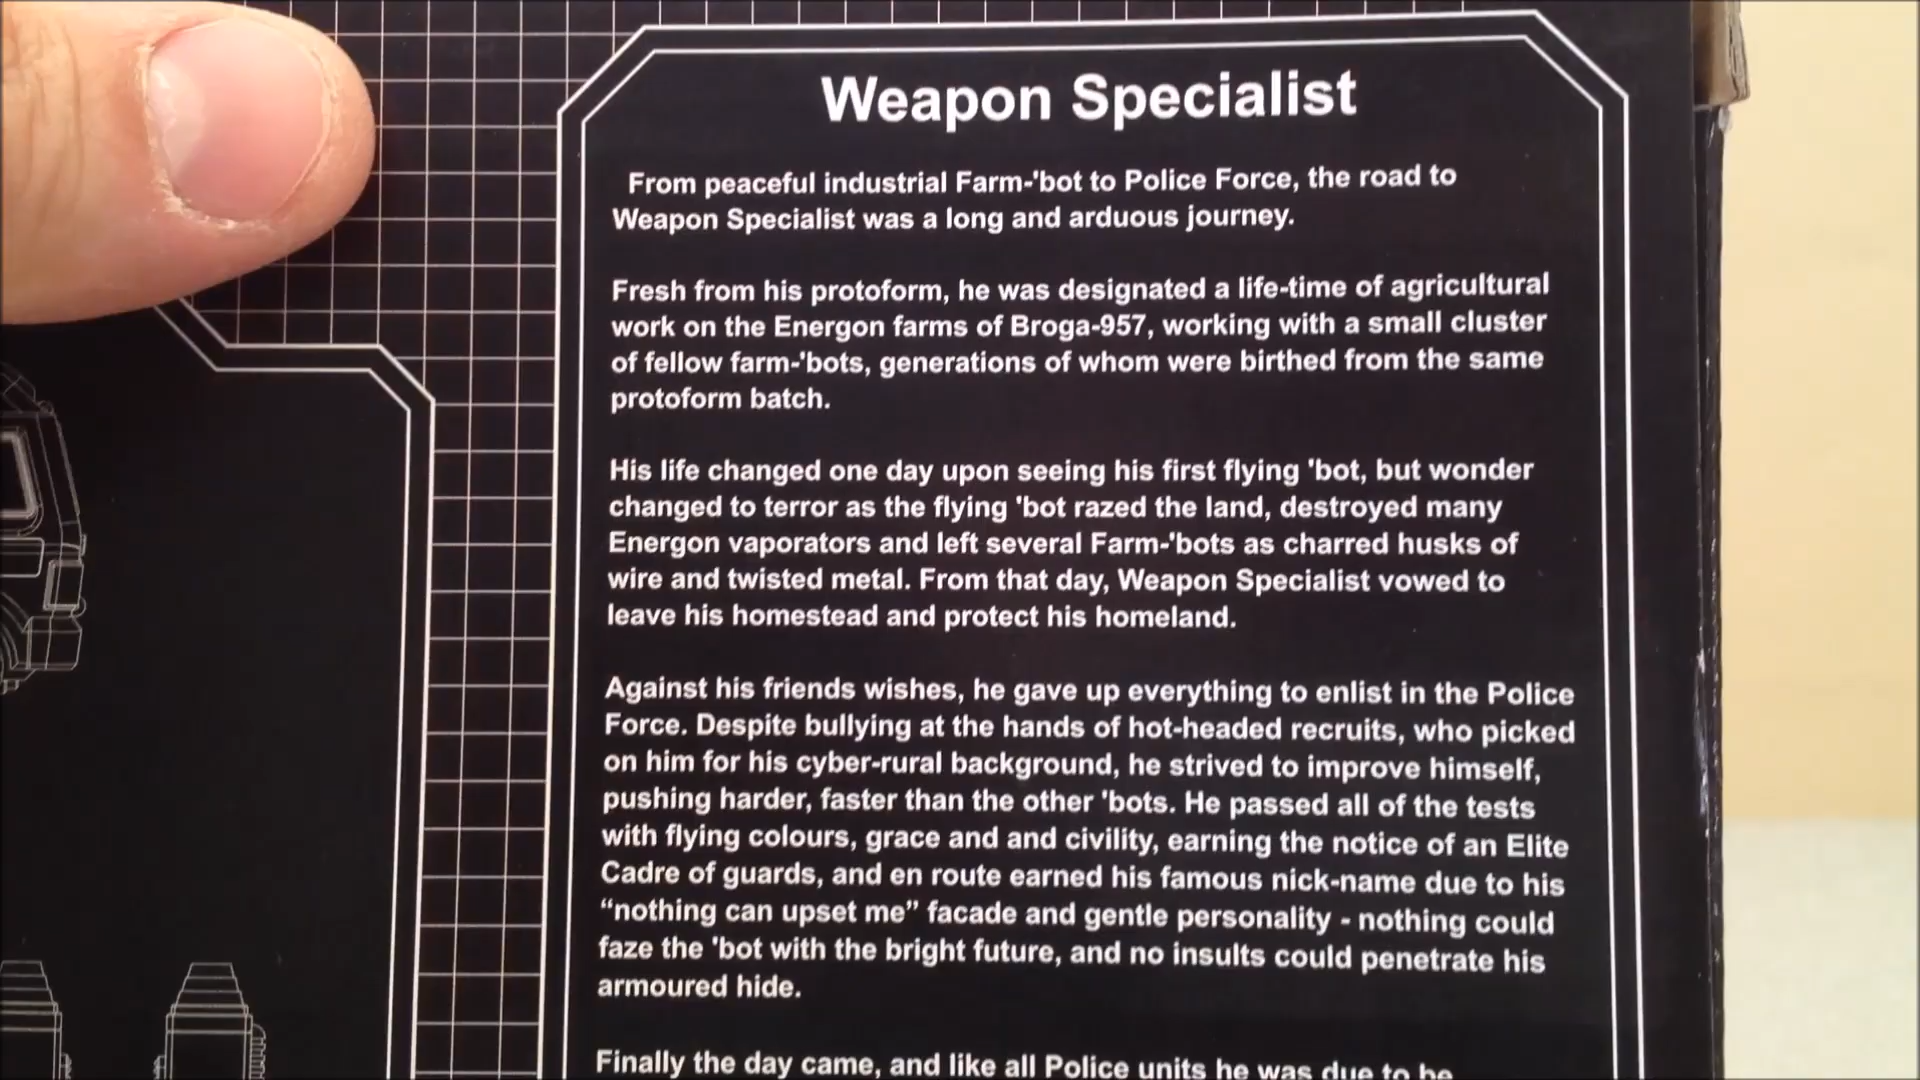 Weapon Specialist
From peaceful industrial Farm-'bot to Police Force, the road to
Weapon Specialist was a long and arduous journey.
Fresh from his protoform, he was designated a life-time of agricultural
work on the Energon farms of Broga-957, working with a small cluster
of fellow farm-'bots, generations of whom were birthed from the same
protoform batch.
His life changed one day upon seeing his first flying 'bot, but wonder
changed to terror as the flying 'bot razed the land, destroyed many
Energon vaporators and left several Farm-'bots as charred husks of
wire and twisted metal. From that day, Weapon Specialist vowed to
leave his homestead and protect his homeland.
Against his friends wishes, he gave up everything to enlist in the Police
Force. Despite bullying at the hands of hot-headed recruits, who picked
on him for his cyber-rural background, he strived to improve himself,
pushing harder, faster than the other 'bots. He passed all of the tests
with flying colours, grace and and civility, earning the notice of an Elite
Cadre of guards, and en route earned his famous nick-name due to his
“nothing can upset me” facade and gentle personality - nothing could
faze the 'bot with the bright future, and no insults could penetrate his
armoured hide.
Finally the day came, and like all Police units he was due to be